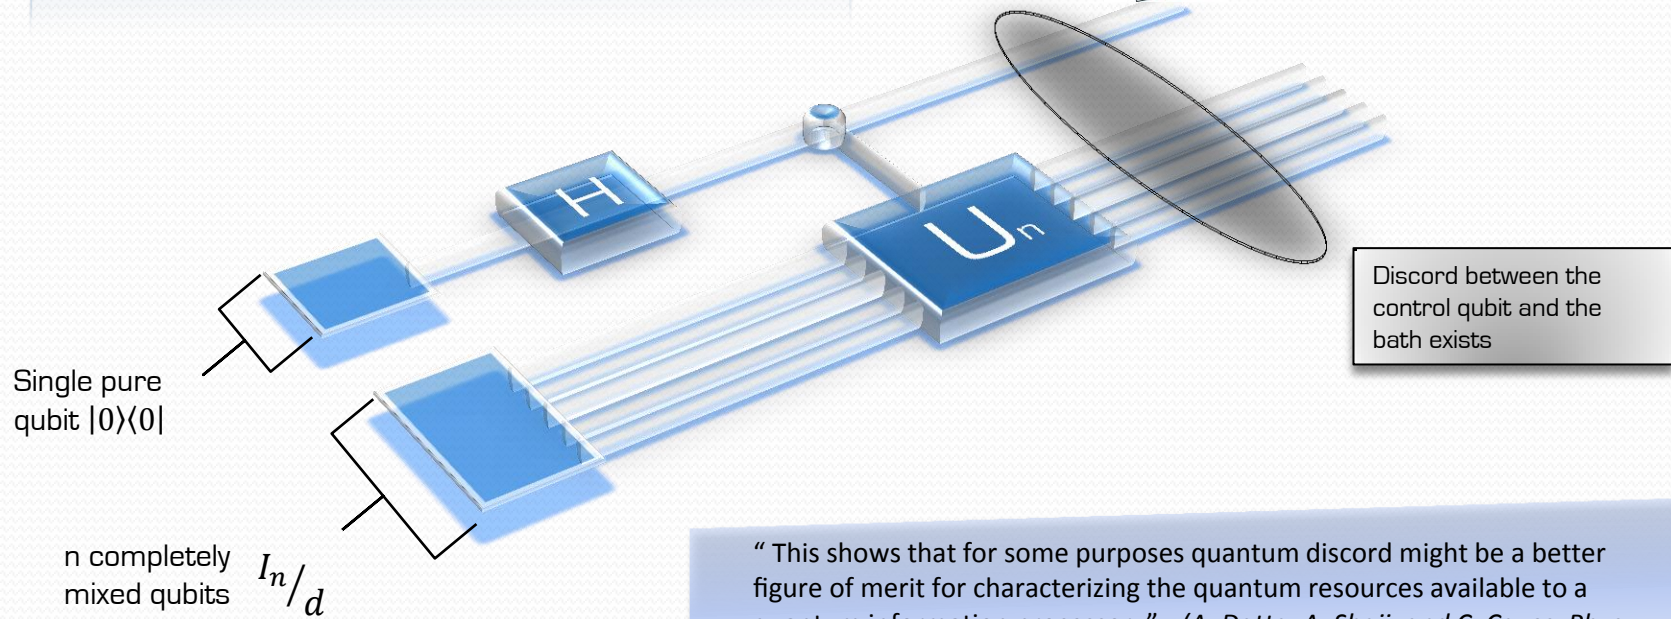 H
Uₙ
Discord between the
control qubit and the
bath exists
Single pure
qubit |0⟩⟨0|
n completely
mixed qubits Iₙ/d
“ This shows that for some purposes quantum discord might be a better
figure of merit for characterizing the quantum resources available to a